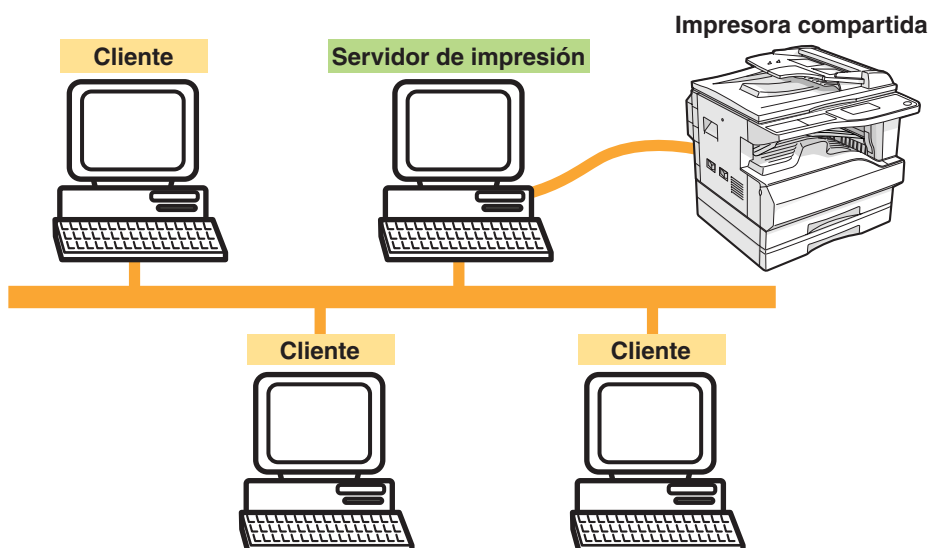 Impresora compartida
Cliente
Servidor de impresión
Cliente
Cliente